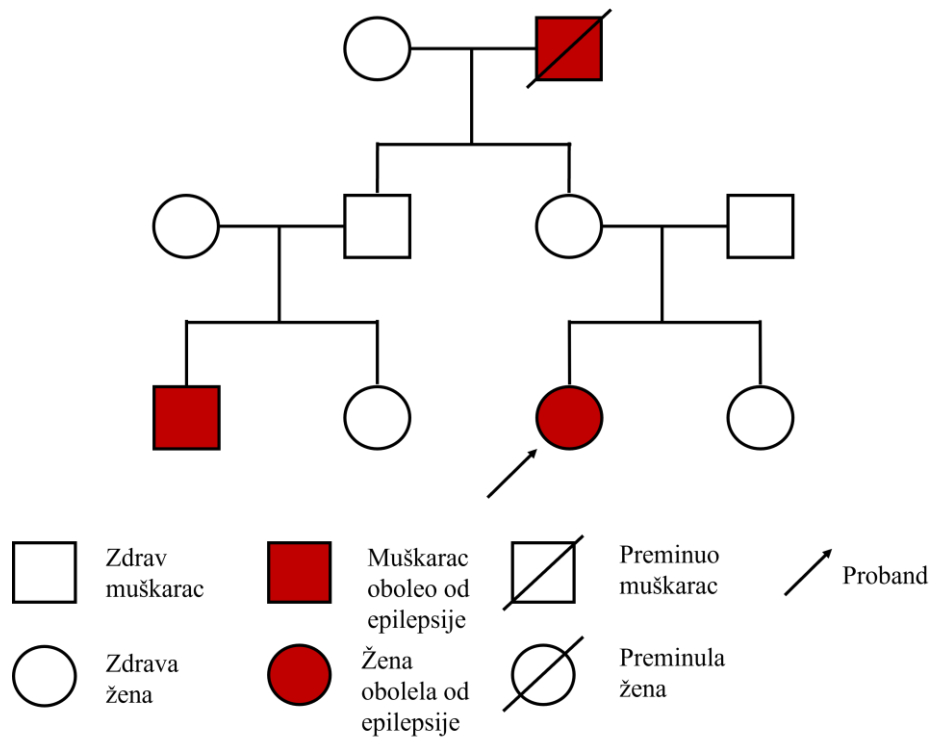 Zdrav
muškarac
Muškarac
oboleo od
epilepsije
Preminuo
muškarac
Proband
Zdrava
žena
Žena
obolela od
epilepsije
Preminula
žena